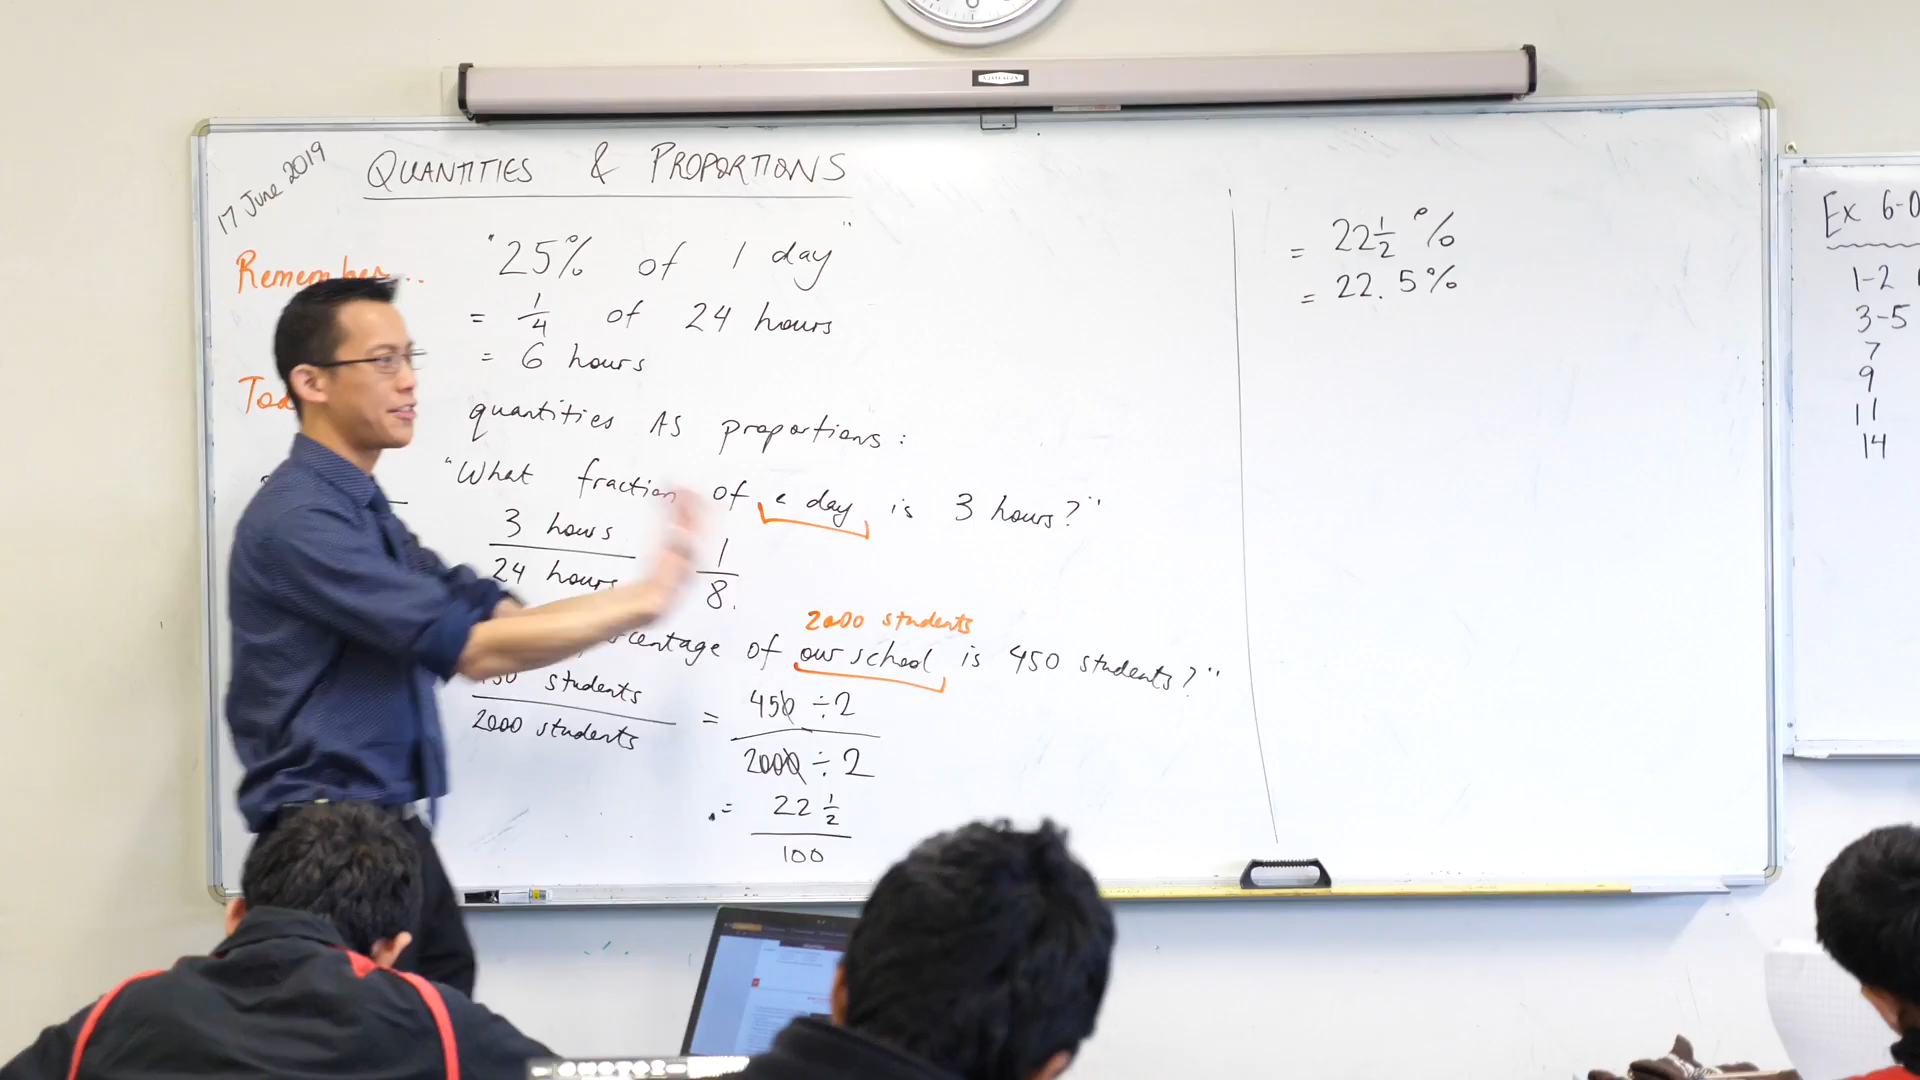 17 June 2019
QUANTITIES & PROPORTIONS
Remember...
"25% of 1 day"
= 1/4 of 24 hours
= 6 hours
quantities AS proportions:
"What fraction of a day is 3 hours?"
3 hours
24 hours
1
8.
2000 students
of our school is 450 students?"
students
2000 students
= 450 ÷2
2000 ÷2
= 22 1/2
100
= 22 1/2 %
= 22.5%
Ex 6-0
1-2
3-5
7
9
11
14